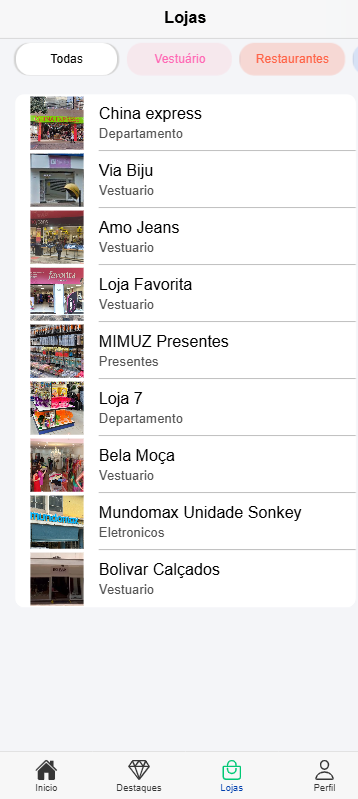 Lojas
Todas
Vestuário
Restaurantes
China express
Departamento
Via Biju
Vestuario
Amo Jeans
Vestuario
favorita
Loja Favorita
Vestuario
MIMUZ Presentes
Presentes
Loja 7
Departamento
Bela Moça
Vestuario
Mundomax Unidade Sonkey
Eletronicos
Bolivar Calçados
Vestuario
Inicio
Destaques
Lojas
Perfil